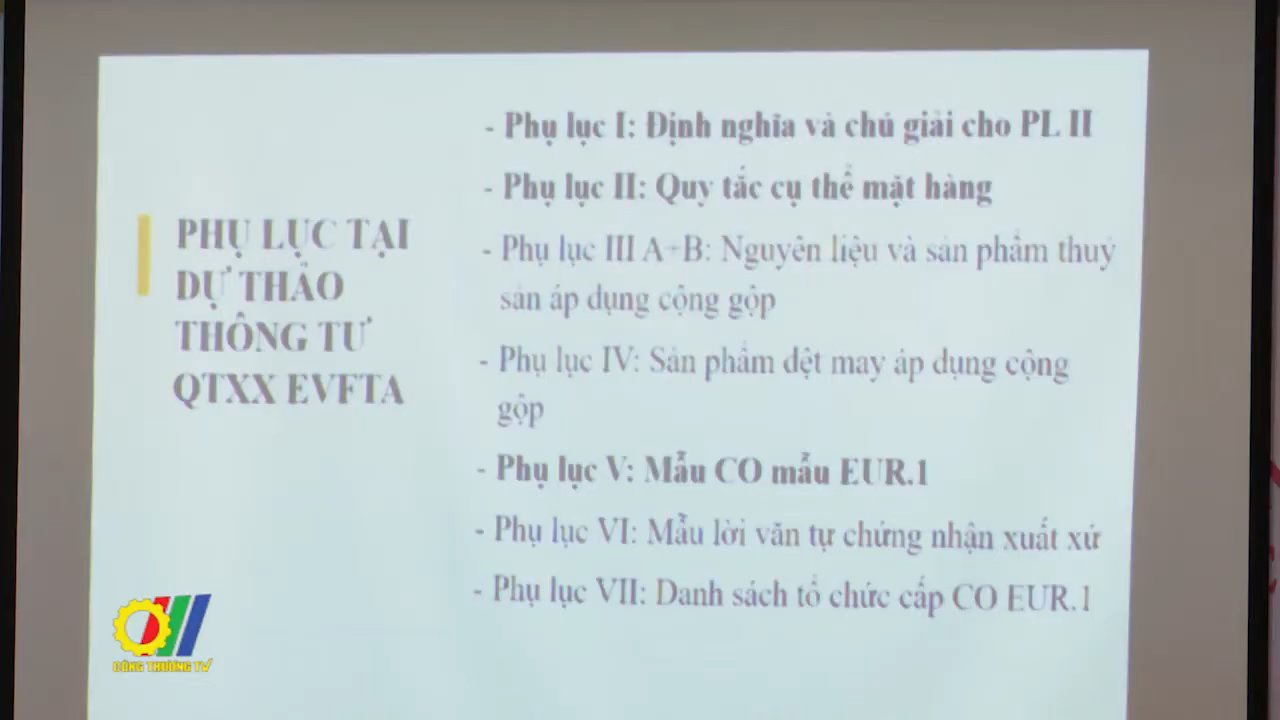 PHỤ LỤC TẠI
DỰ THẢO
THÔNG TƯ
QTXX EVFTA
- Phụ lục I: Định nghĩa và chú giải cho PL II
- Phụ lục II: Quy tắc cụ thể mặt hàng
- Phụ lục III A+B: Nguyên liệu và sản phẩm thuỷ
sản áp dụng cộng gộp
- Phụ lục IV: Sản phẩm dệt may áp dụng cộng
gộp
- Phụ lục V: Mẫu CO mẫu EUR.1
- Phụ lục VI: Mẫu lời văn tự chứng nhận xuất xứ
- Phụ lục VII: Danh sách tổ chức cấp CO EUR.1
CÔNG THƯƠNG TV